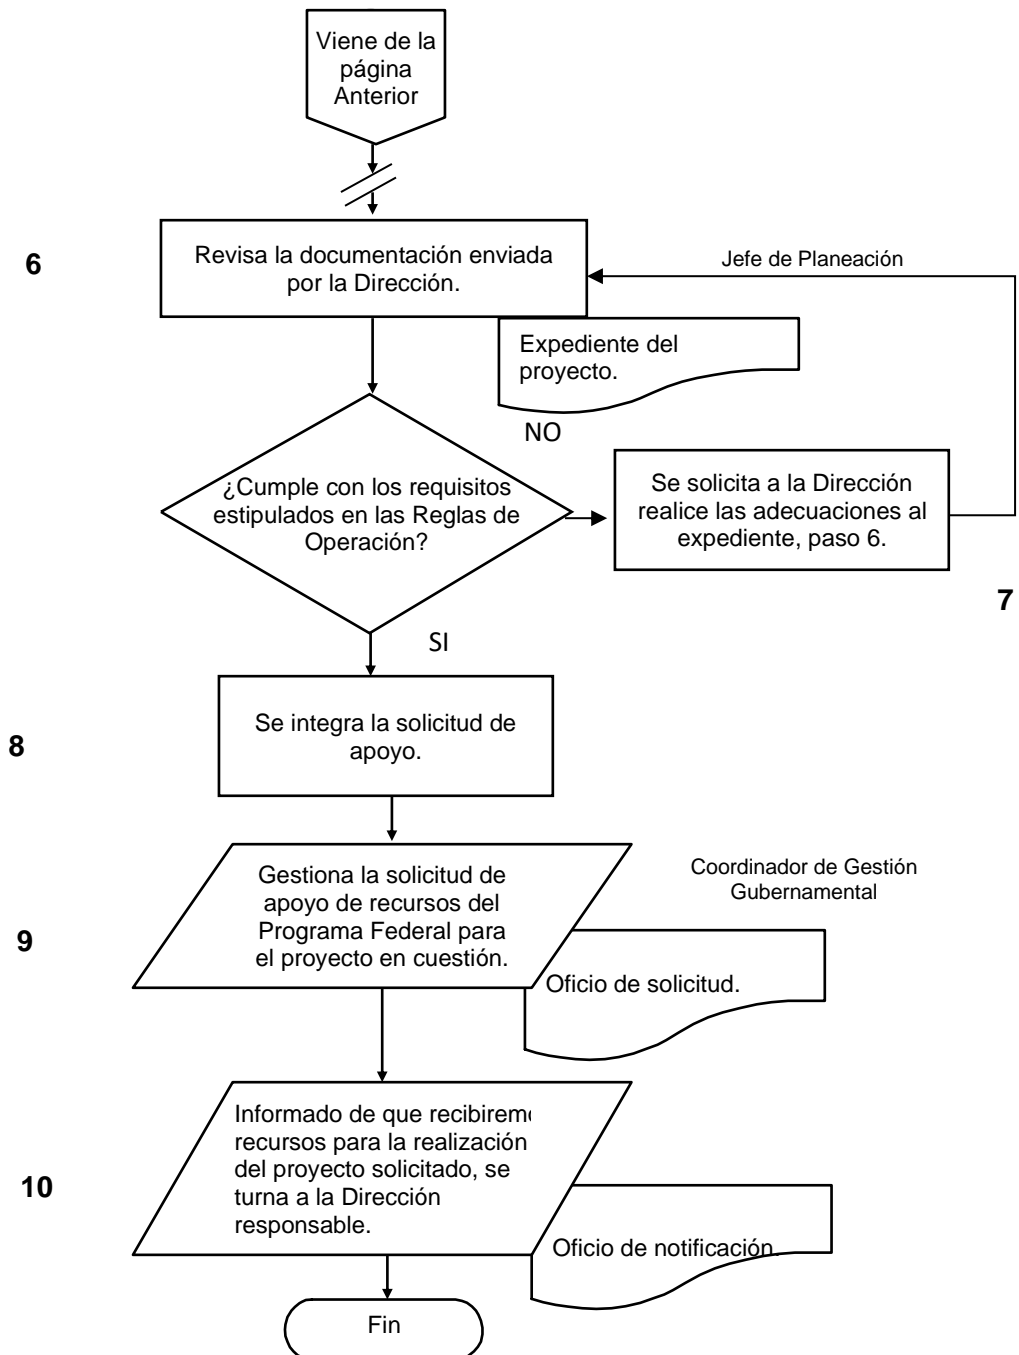 Viene de la
página
Anterior
6
Revisa la documentación enviada
por la Dirección.
Jefe de Planeación
Expediente del
proyecto.
NO
¿Cumple con los requisitos
estipulados en las Reglas de
Operación?
Se solicita a la Dirección
realice las adecuaciones al
expediente, paso 6.
7
SI
8
Se integra la solicitud de
apoyo.
9
Gestiona la solicitud de
apoyo de recursos del
Programa Federal para
el proyecto en cuestión.
Coordinador de Gestión
Gubernamental
Oficio de solicitud.
10
Informado de que recibirem
recursos para la realización
del proyecto solicitado, se
turna a la Dirección
responsable.
Oficio de notificación.
Fin